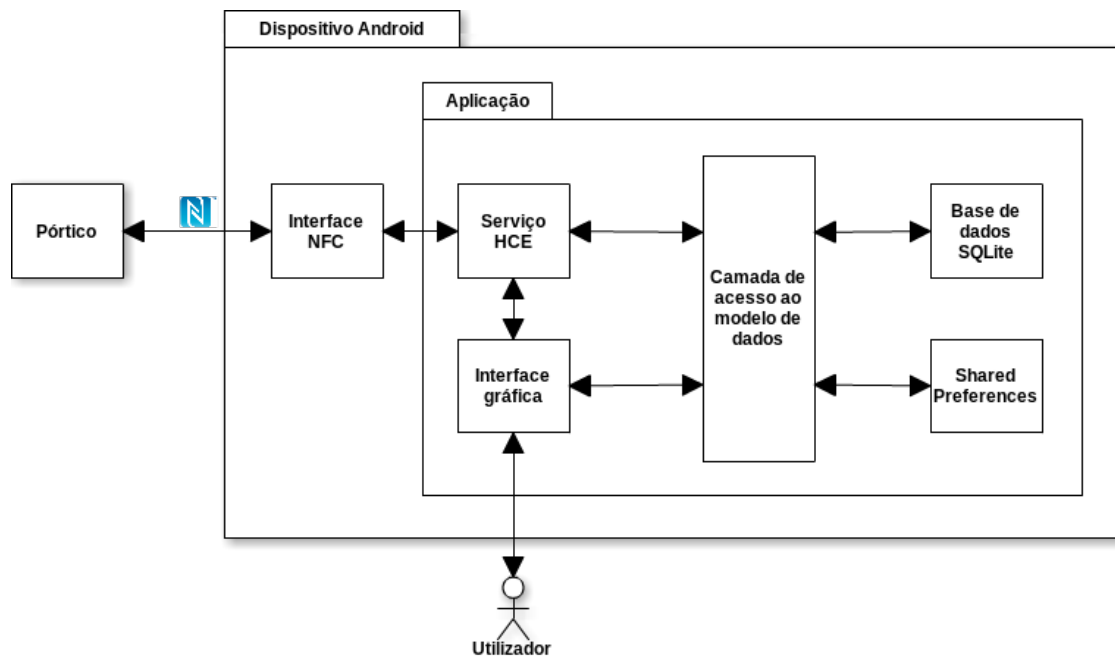 Dispositivo Android
Aplicação
Pórtico
Interface
NFC
Serviço
HCE
Camada de
acesso ao
modelo de
dados
Base de
dados
SQLite
Interface
gráfica
Shared
Preferences
Utilizador